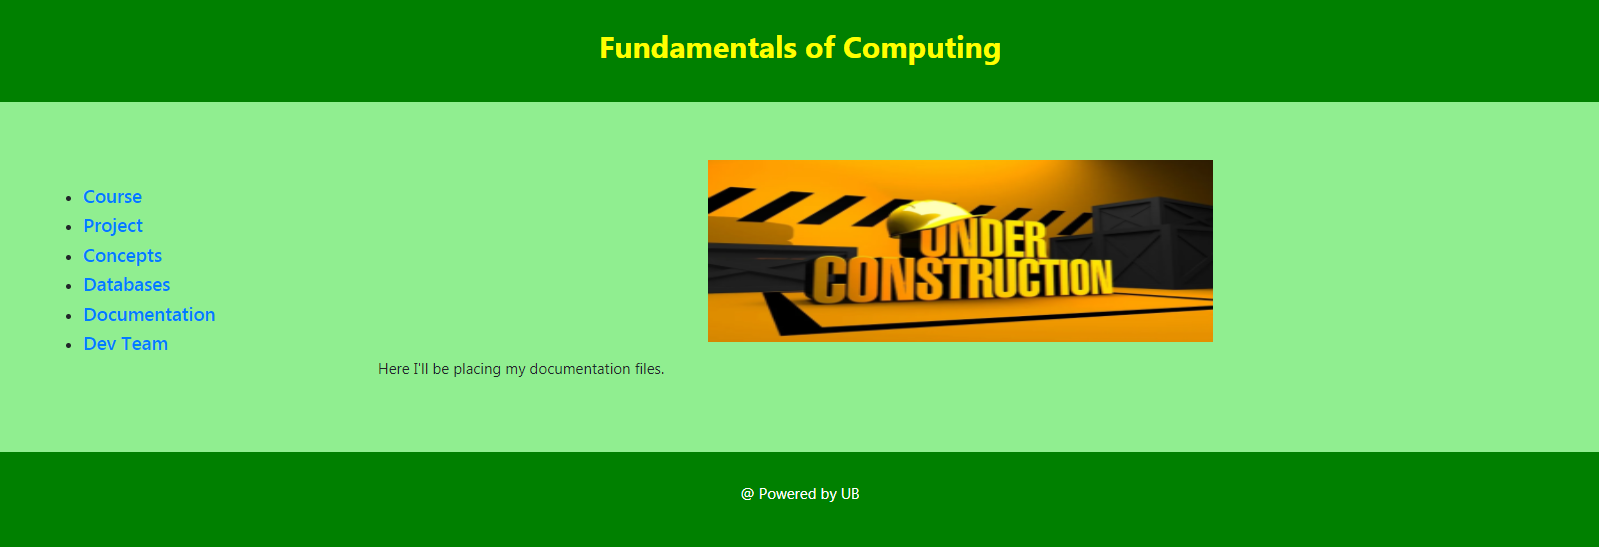 Fundamentals of Computing
Course
Project
Concepts
Databases
Documentation
Dev Team
UNDER
CONSTRUCTION
Here I'll be placing my documentation files.
@ Powered by UB